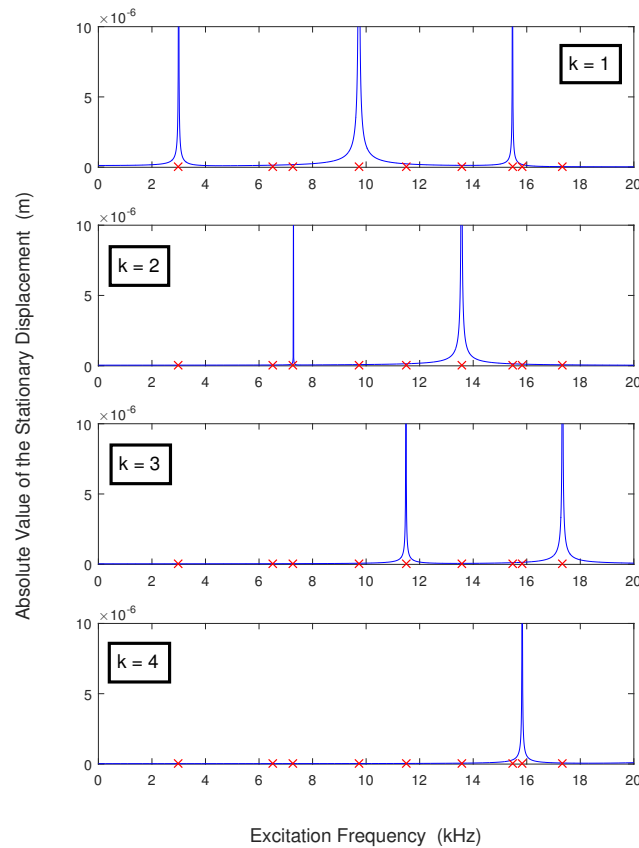 Absolute Value of the Stationary Displacement (m)
×10⁻⁶
10
5
0
k = 1
0 2 4 6 8 10 12 14 16 18 20
×10⁻⁶
10
5
0
k = 2
0 2 4 6 8 10 12 14 16 18 20
×10⁻⁶
10
5
0
k = 3
0 2 4 6 8 10 12 14 16 18 20
×10⁻⁶
10
5
0
k = 4
0 2 4 6 8 10 12 14 16 18 20
Excitation Frequency (kHz)